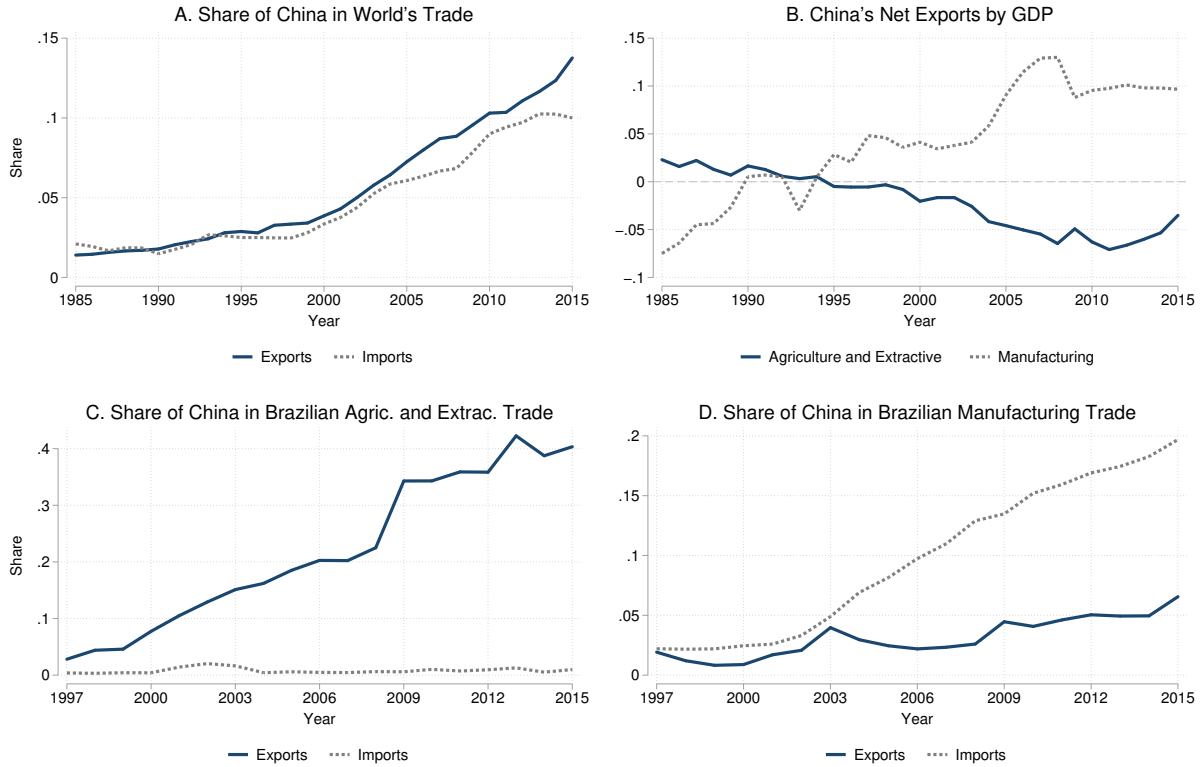 A. Share of China in World's Trade
.15
.1
.05
0
Share
1985 1990 1995 2000 2005 2010 2015
Year
Exports Imports
B. China's Net Exports by GDP
.15
.1
.05
0
−.05
−.1
1985 1990 1995 2000 2005 2010 2015
Year
Agriculture and Extractive Manufacturing
C. Share of China in Brazilian Agric. and Extrac. Trade
.4
.3
.2
.1
0
Share
1997 2000 2003 2006 2009 2012 2015
Year
Exports Imports
D. Share of China in Brazilian Manufacturing Trade
.2
.15
.1
.05
0
1997 2000 2003 2006 2009 2012 2015
Year
Exports Imports